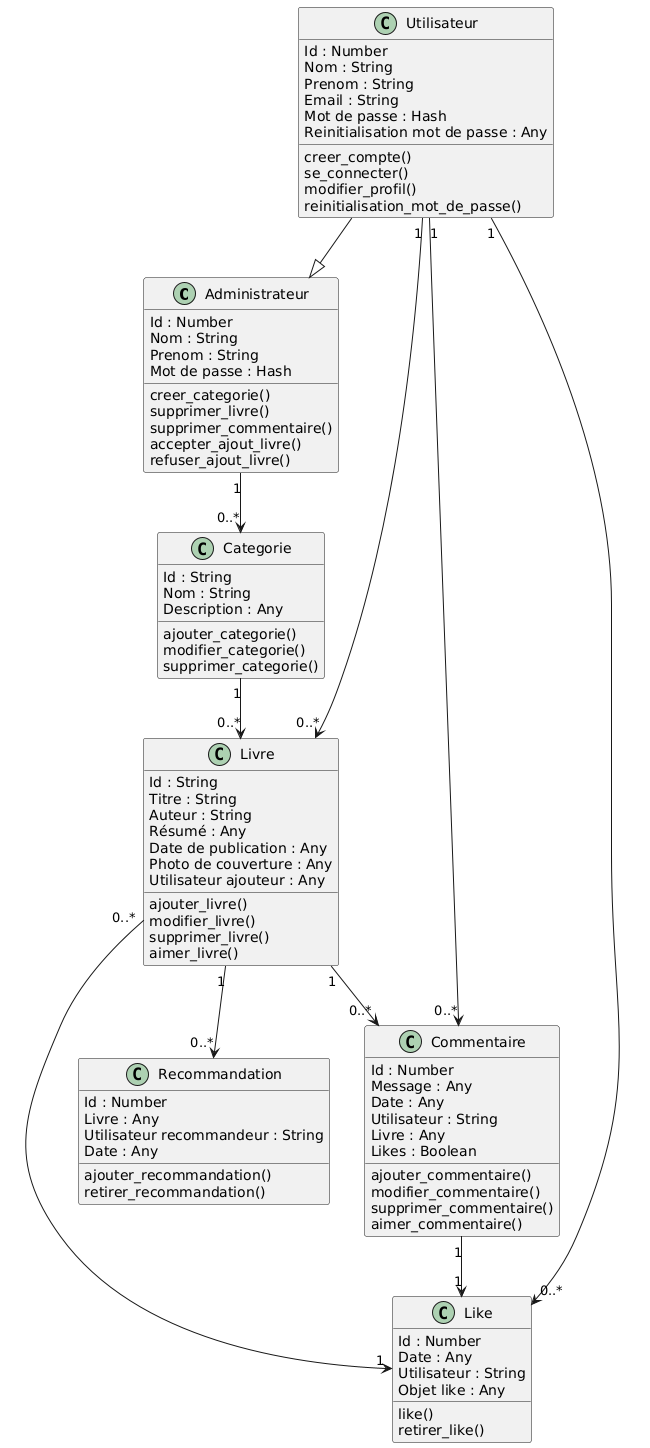 C Utilisateur
Id : Number
Nom : String
Prenom : String
Email : String
Mot de passe : Hash
Reinitialisation mot de passe : Any
creer_compte()
se_connecter()
modifier_profil()
reinitialisation_mot_de_passe()
1 1 1
C Administrateur
Id : Number
Nom : String
Prenom : String
Mot de passe : Hash
creer_categorie()
supprimer_livre()
supprimer_commentaire()
accepter_ajout_livre()
refuser_ajout_livre()
1
0..*
C Categorie
Id : String
Nom : String
Description : Any
ajouter_categorie()
modifier_categorie()
supprimer_categorie()
1
0..* 0..*
C Livre
Id : String
Titre : String
Auteur : String
Résumé : Any
Date de publication : Any
Photo de couverture : Any
Utilisateur ajouteur : Any
ajouter_livre()
modifier_livre()
supprimer_livre()
aimer_livre()
0..*
1 1
0..* 0..* 0..*
C Recommandation
Id : Number
Livre : Any
Utilisateur recommandeur : String
Date : Any
ajouter_recommandation()
retirer_recommandation()
C Commentaire
Id : Number
Message : Any
Date : Any
Utilisateur : String
Livre : Any
Likes : Boolean
ajouter_commentaire()
modifier_commentaire()
supprimer_commentaire()
aimer_commentaire()
1
1 0..*
C Like
Id : Number
Date : Any
Utilisateur : String
Objet like : Any
like()
retirer_like()
1